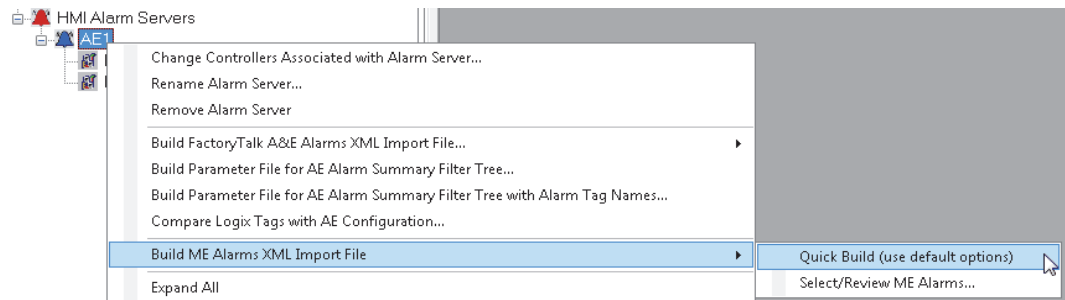 HMI Alarm Servers
AE1
Change Controllers Associated with Alarm Server...
Rename Alarm Server...
Remove Alarm Server
Build FactoryTalk A&E Alarms XML Import File...
Build Parameter File for AE Alarm Summary Filter Tree...
Build Parameter File for AE Alarm Summary Filter Tree with Alarm Tag Names...
Compare Logix Tags with AE Configuration...
Build ME Alarms XML Import File
Quick Build (use default options)
Select/Review ME Alarms...
Expand All